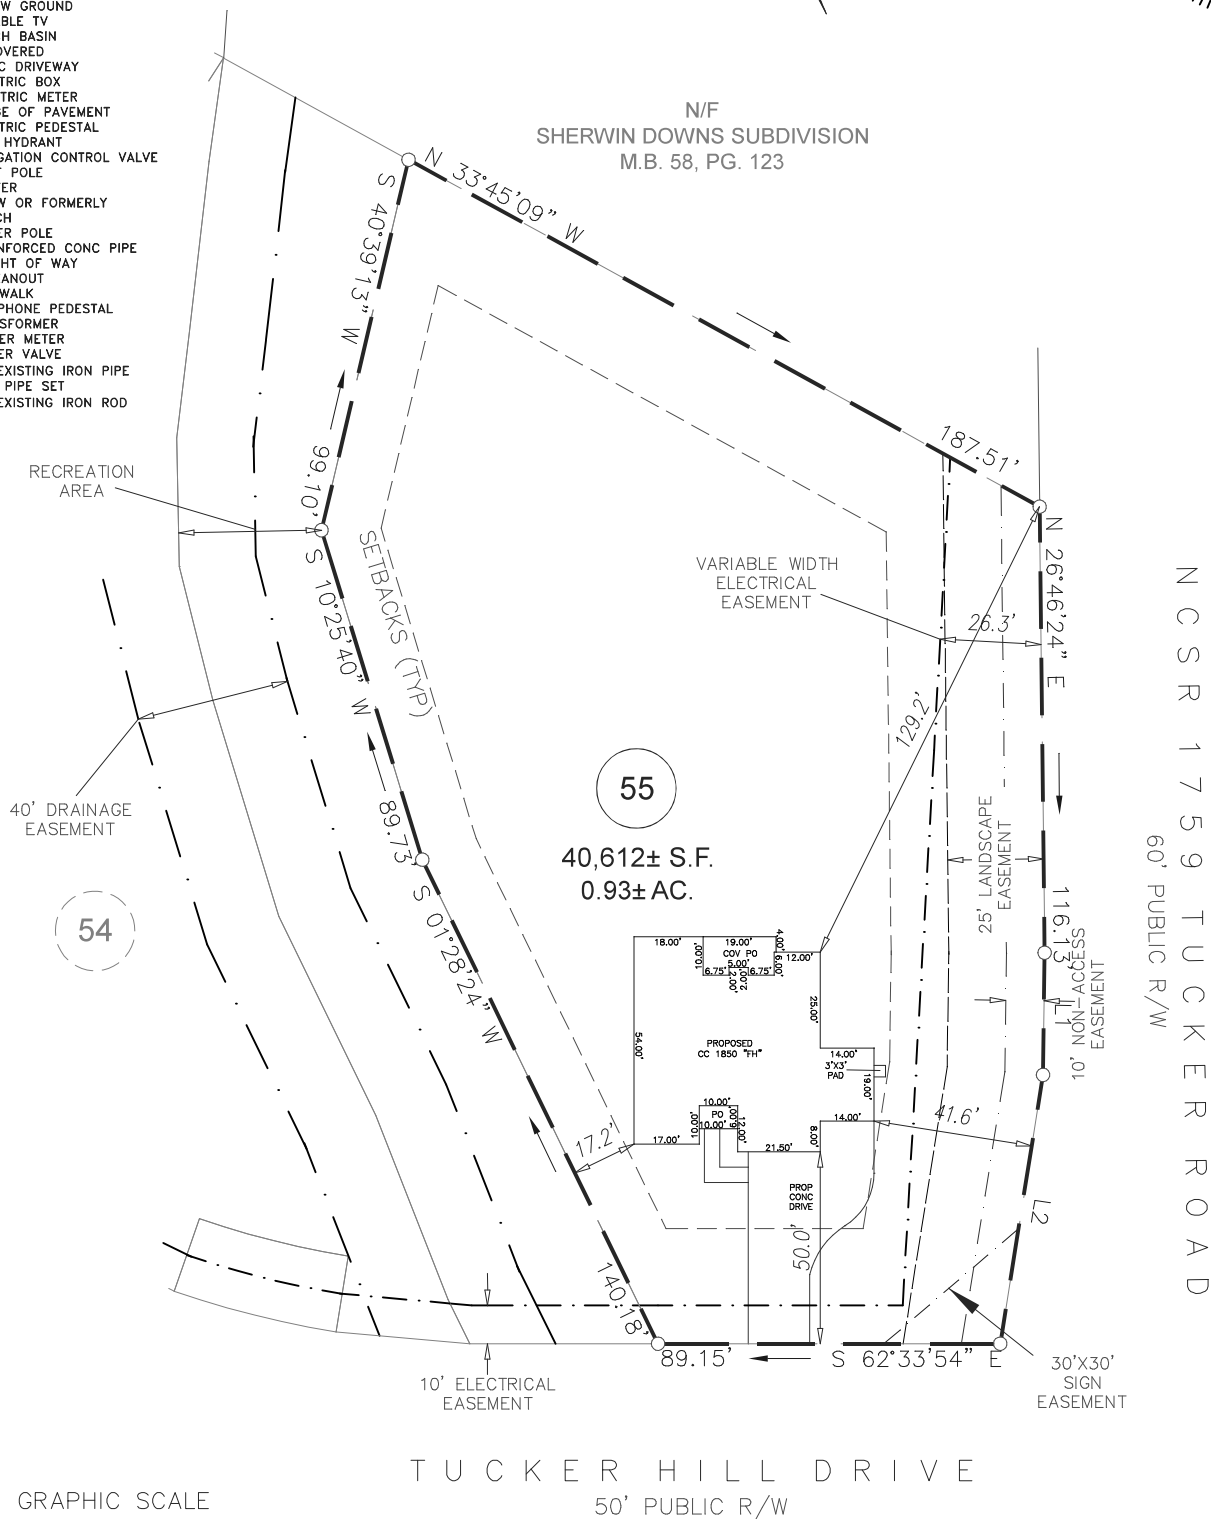 W GROUND
BLE TV
H BASIN
OVERED
C DRIVEWAY
TRIC BOX
TRIC METER
GE OF PAVEMENT
TRIC PEDESTAL
HYDRANT
GATION CONTROL VALVE
T POLE
TER
W OR FORMERLY
CH
ER POLE
NFORCED CONC PIPE
HT OF WAY
ANOUT
WALK
PHONE PEDESTAL
SFORMER
ER METER
ER VALVE
EXISTING IRON PIPE
PIPE SET
EXISTING IRON ROD
N/F
SHERWIN DOWNS SUBDIVISION
M.B. 58, PG. 123
N 33°45'09" W
187.51'
S 40°39'13" W
99.10'
RECREATION
AREA
SETBACKS (TYP)
S 10°25'40" W
89.73'
VARIABLE WIDTH
ELECTRICAL
EASEMENT
26.3'
N 26°46'24" E
116.13'
129.2'
NCSR 1759 TUCKER ROAD
60' PUBLIC R/W
40' DRAINAGE
EASEMENT
54
55
40,612± S.F.
0.93± AC.
25' LANDSCAPE
EASEMENT
10' NON-ACCESS
EASEMENT
L1
S 01°28'24" W
140.18'
18.00'
19.00'
4.00'
COV PO
10.00'
5.00'
6.75'
6.75'
2.00'
2.00'
6.00'
12.00'
25.00'
54.00'
PROPOSED
CC 1850 "FH"
14.00'
3'X3'
PAD
19.00'
10.00'
PO
10.00'
10.00'
6.00'
12.00'
14.00'
8.00'
17.00'
21.50'
17.2'
41.6'
L2
PROP
CONC
DRIVE
50.0'
89.15'
S 62°33'54" E
10' ELECTRICAL
EASEMENT
30'X30'
SIGN
EASEMENT
TUCKER HILL DRIVE
50' PUBLIC R/W
GRAPHIC SCALE